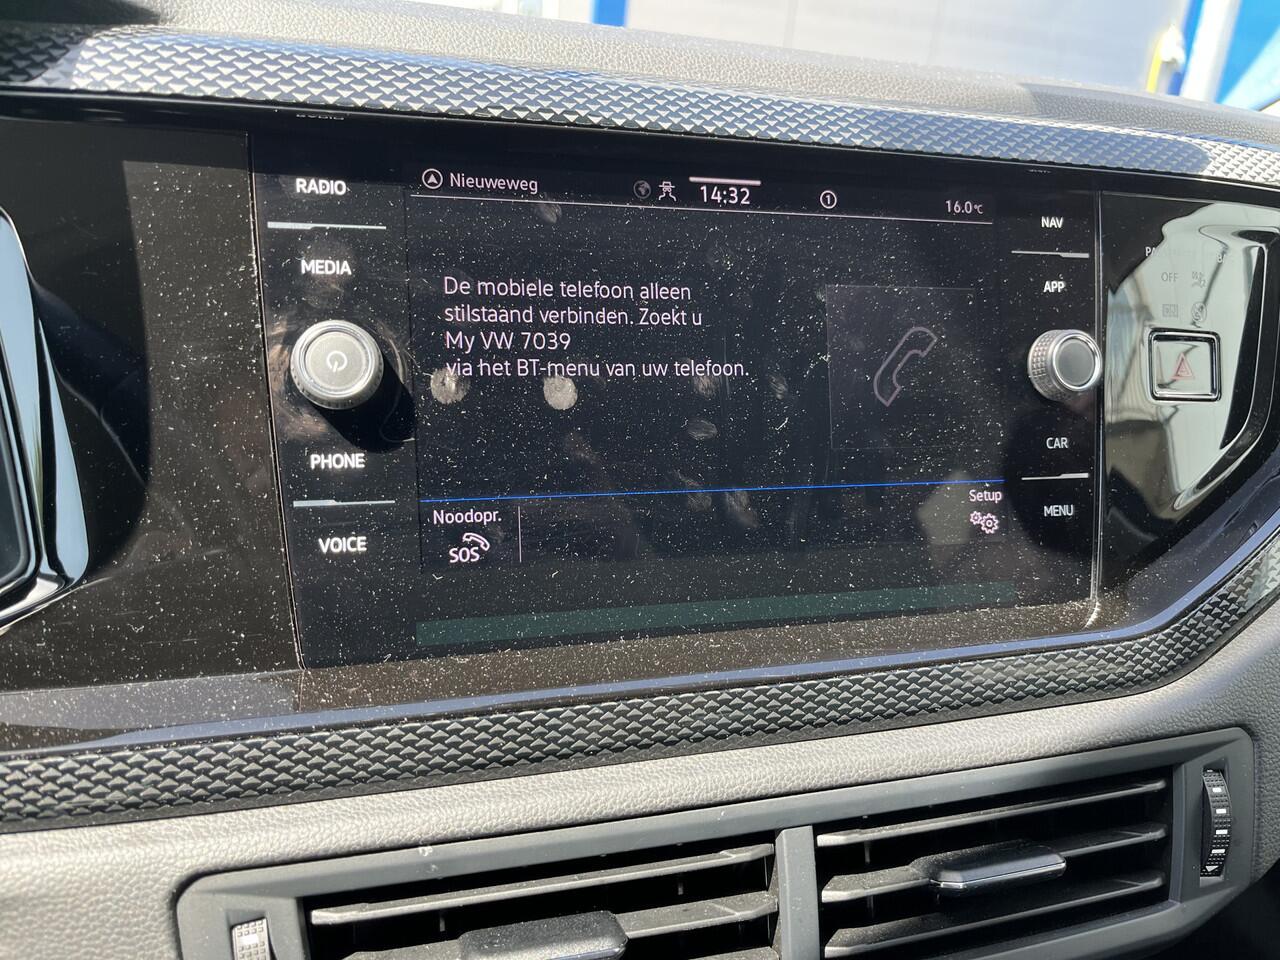 RADIO
MEDIA
PHONE
VOICE
Nieuweweg
14:32
1
16.0°C
De mobiele telefoon alleen
stilstaand verbinden. Zoekt u
My VW 7039
via het BT-menu van uw telefoon.
Noodopr.
SOS
Setup
NAV
APP
CAR
MENU
OFF